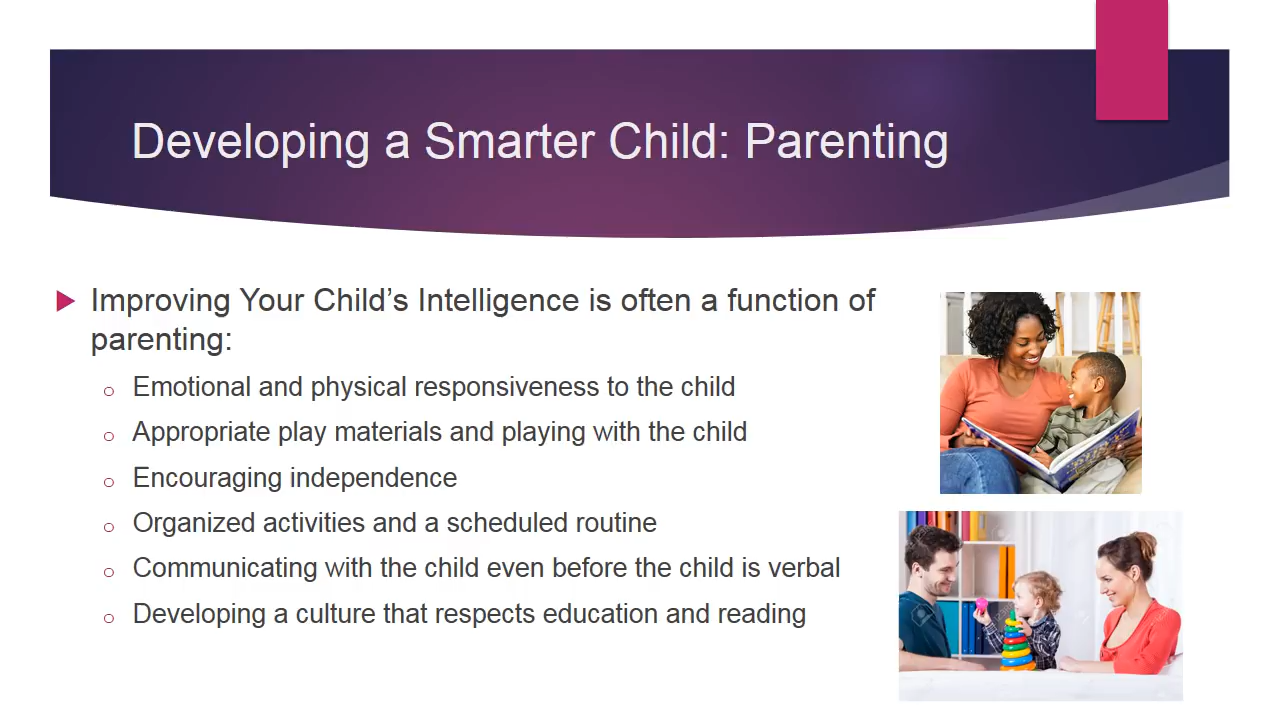 Developing a Smarter Child: Parenting
Improving Your Child's Intelligence is often a function of
parenting:
Emotional and physical responsiveness to the child
Appropriate play materials and playing with the child
Encouraging independence
Organized activities and a scheduled routine
Communicating with the child even before the child is verbal
Developing a culture that respects education and reading